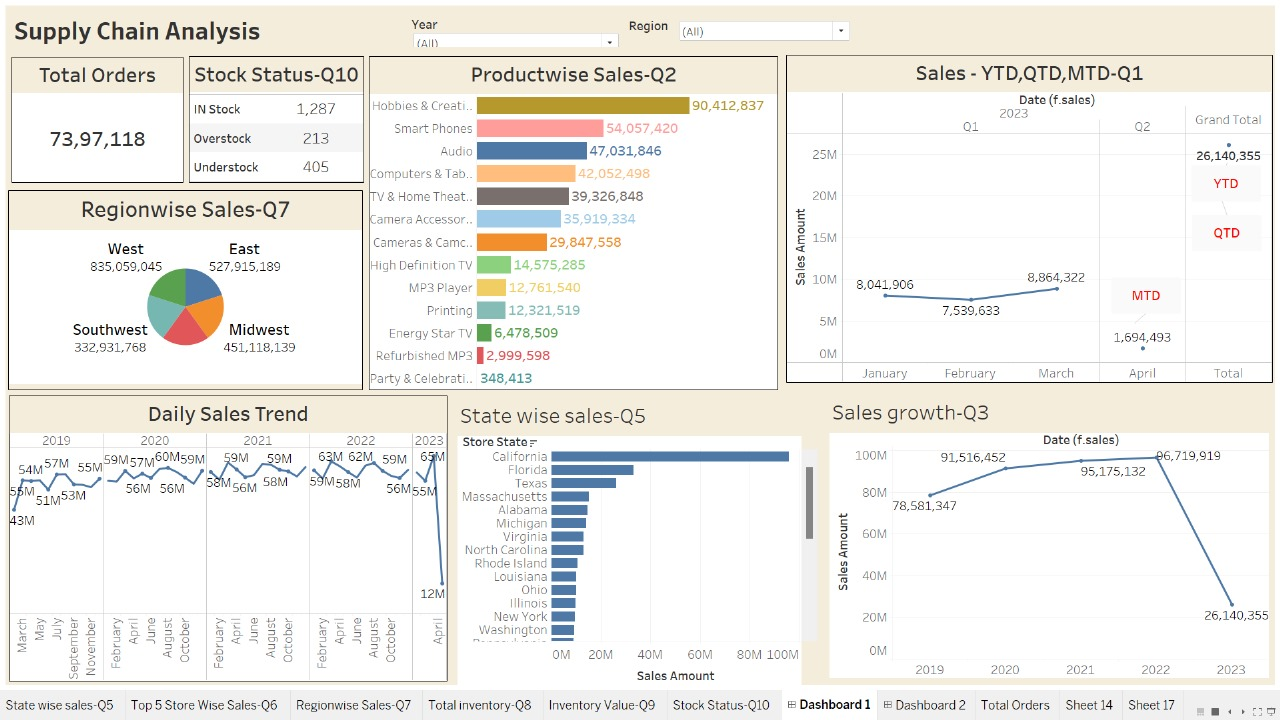 Supply Chain Analysis
Year
(All)
Region
(All)
Total Orders
73,97,118
Stock Status-Q10
IN Stock 1,287
Overstock 213
Understock 405
Productwise Sales-Q2
Hobbies & Creati.. 90,412,837
Smart Phones 54,057,420
Audio 47,031,846
Computers & Tab.. 42,052,498
TV & Home Theat.. 39,326,848
Camera Accessor.. 35,919,334
Cameras & Camc.. 29,847,558
High Definition TV 14,575,285
MP3 Player 12,761,540
Printing 12,321,519
Energy Star TV 6,478,509
Refurbished MP3 2,999,598
Party & Celebrati.. 348,413
Sales - YTD,QTD,MTD-Q1
Date (f.sales)
2023
Q1 Q2 Grand Total
25M
20M
15M
10M
5M
0M
Sales Amount
8,041,906
7,539,633
8,864,322
1,694,493
26,140,355
YTD
QTD
MTD
January February March April Total
Regionwise Sales-Q7
West
835,059,045
East
527,915,189
Southwest
332,931,768
Midwest
451,118,139
Daily Sales Trend
2019 2020 2021 2022 2023
43M 55M 54M 51M 57M 53M 55M
59M 56M 57M 60M 56M 59M
58M 59M 56M 59M 58M
59M 63M 58M 62M 56M
55M 65M 12M
March May July September November
February April June August October
February April June August October
February April June August October
April
State wise sales-Q5
Store State
California
Florida
Texas
Massachusetts
Alabama
Michigan
Virginia
North Carolina
Rhode Island
Louisiana
Ohio
Illinois
New York
Washington
0M 20M 40M 60M 80M 100M
Sales Amount
Sales growth-Q3
Date (f.sales)
100M
80M
60M
40M
20M
0M
Sales Amount
78,581,347
91,516,452
95,175,132
96,719,919
26,140,355
2019 2020 2021 2022 2023
State wise sales-Q5 Top 5 Store Wise Sales-Q6 Regionwise Sales-Q7 Total inventory-Q8 Inventory Value-Q9 Stock Status-Q10 Dashboard 1 Dashboard 2 Total Orders Sheet 14 Sheet 17